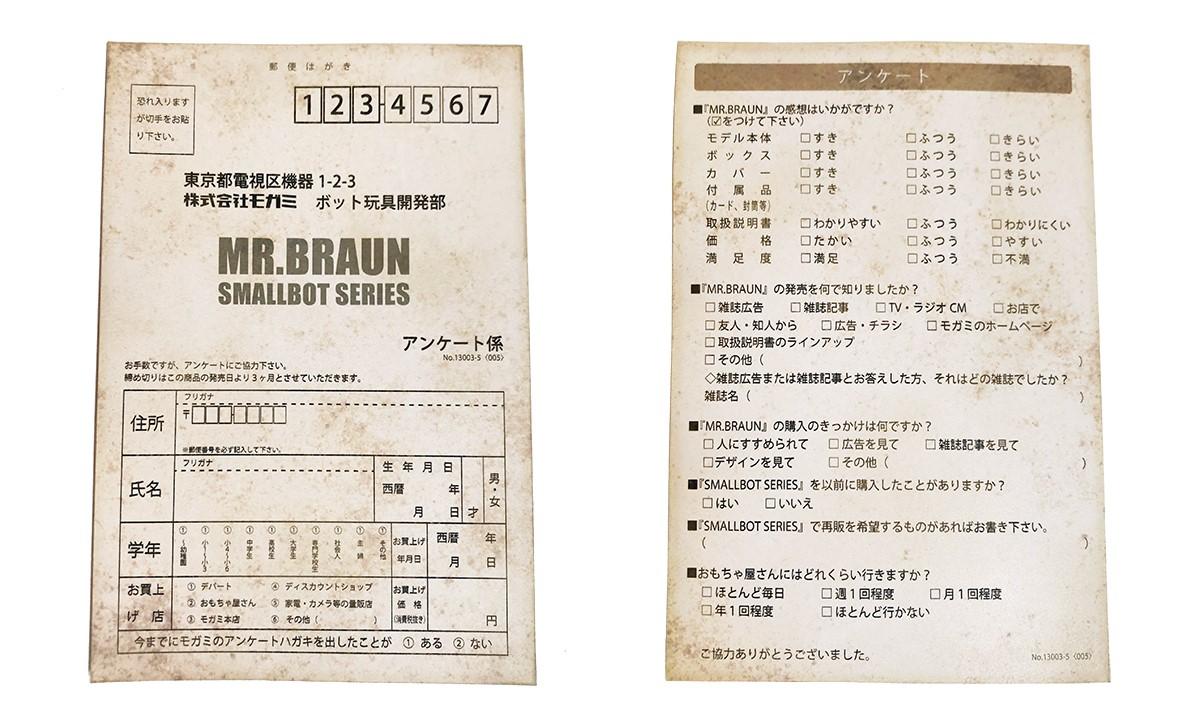 郵便はがき
恐れ入ります
が切手をお貼
り下さい。
123-4567
東京都電視区機器1-2-3
株式会社モガミ ボット玩具開発部
MR.BRAUN
SMALLBOT SERIES
アンケート係
No.13003-5〈005〉
お手数ですが、アンケートにご協力下さい。
締め切りはこの商品の発売日より3ヶ月とさせていただきます。
住所
フリガナ
〒
※郵便番号を必ず記入して下さい。
氏名
フリガナ
生年月日
西暦 年
月 日 才
男・女
学年
① ~幼稚園
① 小1~小3
① 小4~小6
① 中学生
① 高校生
① 大学生
① 専門学校生
① 社会人
① 主婦
① その他
お買上げ
年月日
西暦 年
月 日
お買上
げ店
① デパート ④ ディスカウントショップ
② おもちゃ屋さん ⑤ 家電・カメラ等の量販店
③ モガミ本店 ⑥ その他( )
お買上げ
価格
(消費税抜き)
円
今までにモガミのアンケートハガキを出したことが ① ある ② ない
アンケート
■『MR.BRAUN』の感想はいかがですか?
(☑をつけて下さい)
モデル本体 □すき □ふつう □きらい
ボックス □すき □ふつう □きらい
カバー □すき □ふつう □きらい
付属品 □すき □ふつう □きらい
(カード、封筒等)
取扱説明書 □わかりやすい □ふつう □わかりにくい
価格 □たかい □ふつう □やすい
満足度 □満足 □ふつう □不満
■『MR.BRAUN』の発売を何で知りましたか?
□雑誌広告 □雑誌記事 □TV・ラジオCM □お店で
□友人・知人から □広告・チラシ □モガミのホームページ
□取扱説明書のラインアップ
□その他( )
◇雑誌広告または雑誌記事とお答えした方、それはどの雑誌でしたか?
雑誌名( )
■『MR.BRAUN』の購入のきっかけは何ですか?
□人にすすめられて □広告を見て □雑誌記事を見て
□デザインを見て □その他( )
■『SMALLBOT SERIES』を以前に購入したことがありますか?
□はい □いいえ
■『SMALLBOT SERIES』で再販を希望するものがあればお書き下さい。
( )
■おもちゃ屋さんにはどれくらい行きますか?
□ほとんど毎日 □週1回程度 □月1回程度
□年1回程度 □ほとんど行かない
ご協力ありがとうございました。
No.13003-5〈005〉